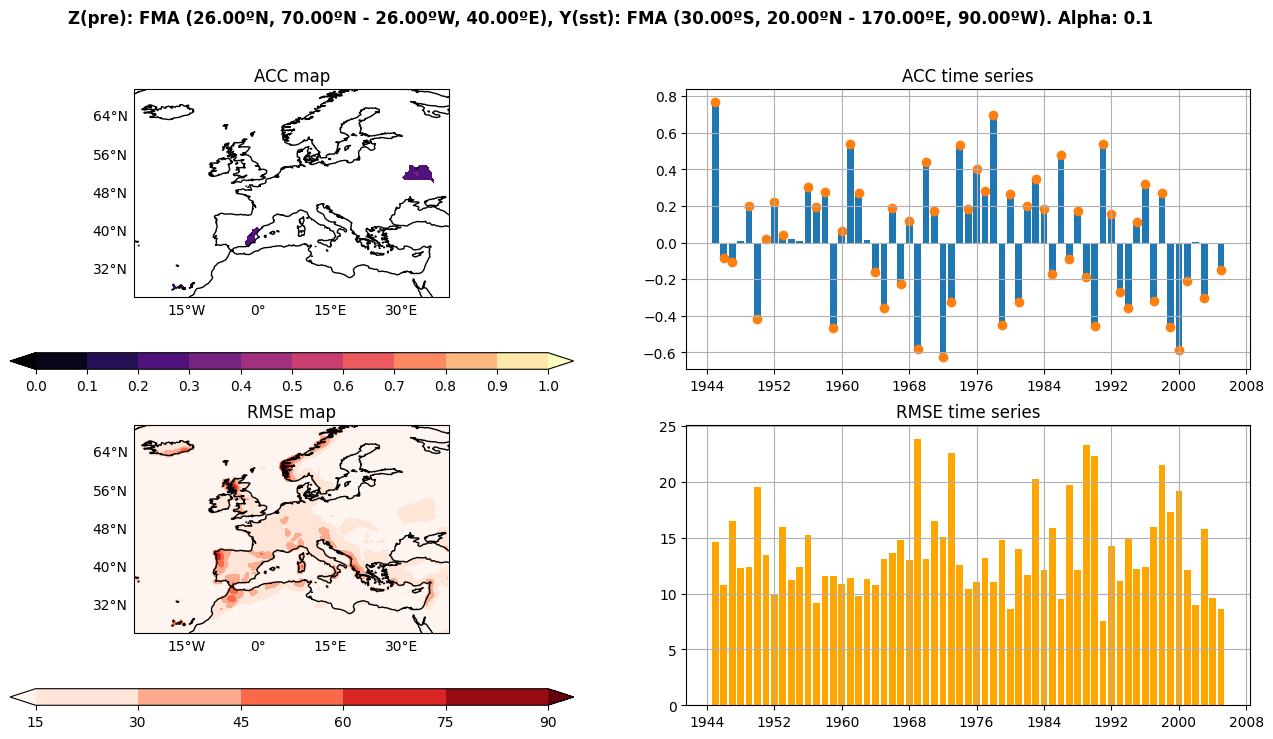 Z(pre): FMA (26.00ºN, 70.00ºN - 26.00ºW, 40.00ºE), Y(sst): FMA (30.00ºS, 20.00ºN - 170.00ºE, 90.00ºW). Alpha: 0.1
ACC map
64°N
56°N
48°N
40°N
32°N
15°W 0° 15°E 30°E
0.0 0.1 0.2 0.3 0.4 0.5 0.6 0.7 0.8 0.9 1.0
ACC time series
0.8
0.6
0.4
0.2
0.0
−0.2
−0.4
−0.6
1944 1952 1960 1968 1976 1984 1992 2000 2008
RMSE map
64°N
56°N
48°N
40°N
32°N
15°W 0° 15°E 30°E
15 30 45 60 75 90
RMSE time series
25
20
15
10
5
0
1944 1952 1960 1968 1976 1984 1992 2000 2008